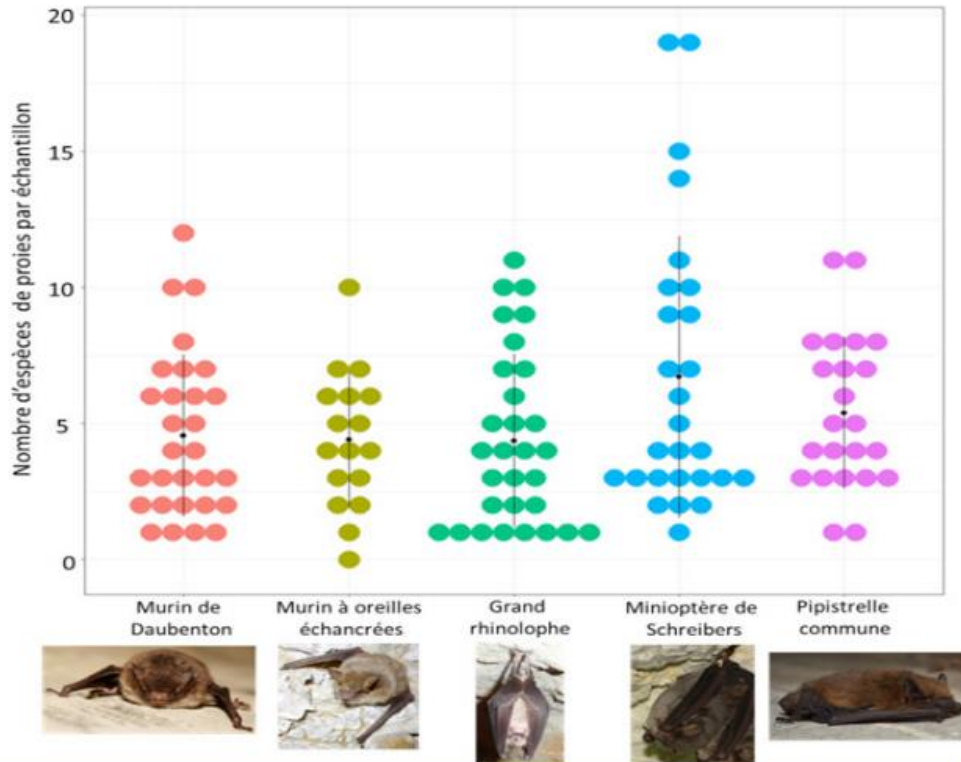 20
15
10
5
0
Nombre d'espèces de proies par échantillon
Murin de
Daubenton
Murin à oreilles
échancrées
Grand
rhinolophe
Minioptère de
Schreibers
Pipistrelle
commune